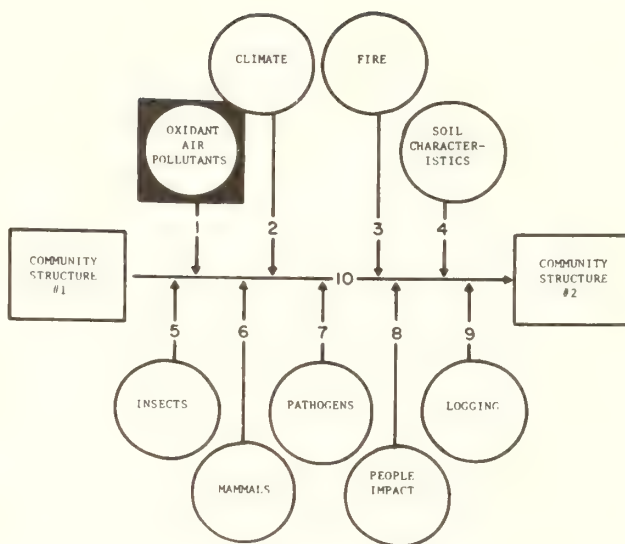 CLIMATE
FIRE
OXIDANT
AIR
POLLUTANTS
SOIL
CHARACTER-
ISTICS
1
2
3
4
COMMUNITY
STRUCTURE
#1
10
COMMUNITY
STRUCTURE
#2
5
6
7
8
9
INSECTS
PATHOGENS
LOGGING
MAMMALS
PEOPLE
IMPACT